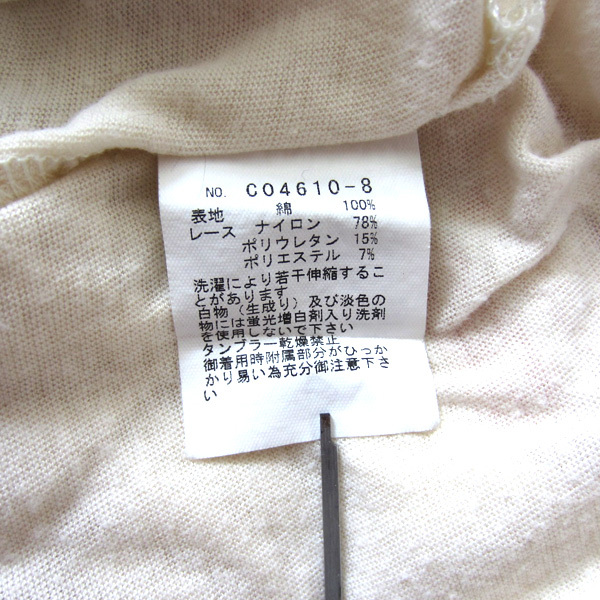 NO. C04610-8
表地 綿 100%
レース ナイロン 78%
ポリウレタン 15%
ポリエステル 7%
洗濯により若干伸縮するこ
とがあります
白物(生成り)及び淡色の
物には蛍光増白剤入り洗剤
を使用しないで下さい
タンブラー乾燥禁止
御着用時附属部分がひっか
かり易い為充分御注意下さ
い